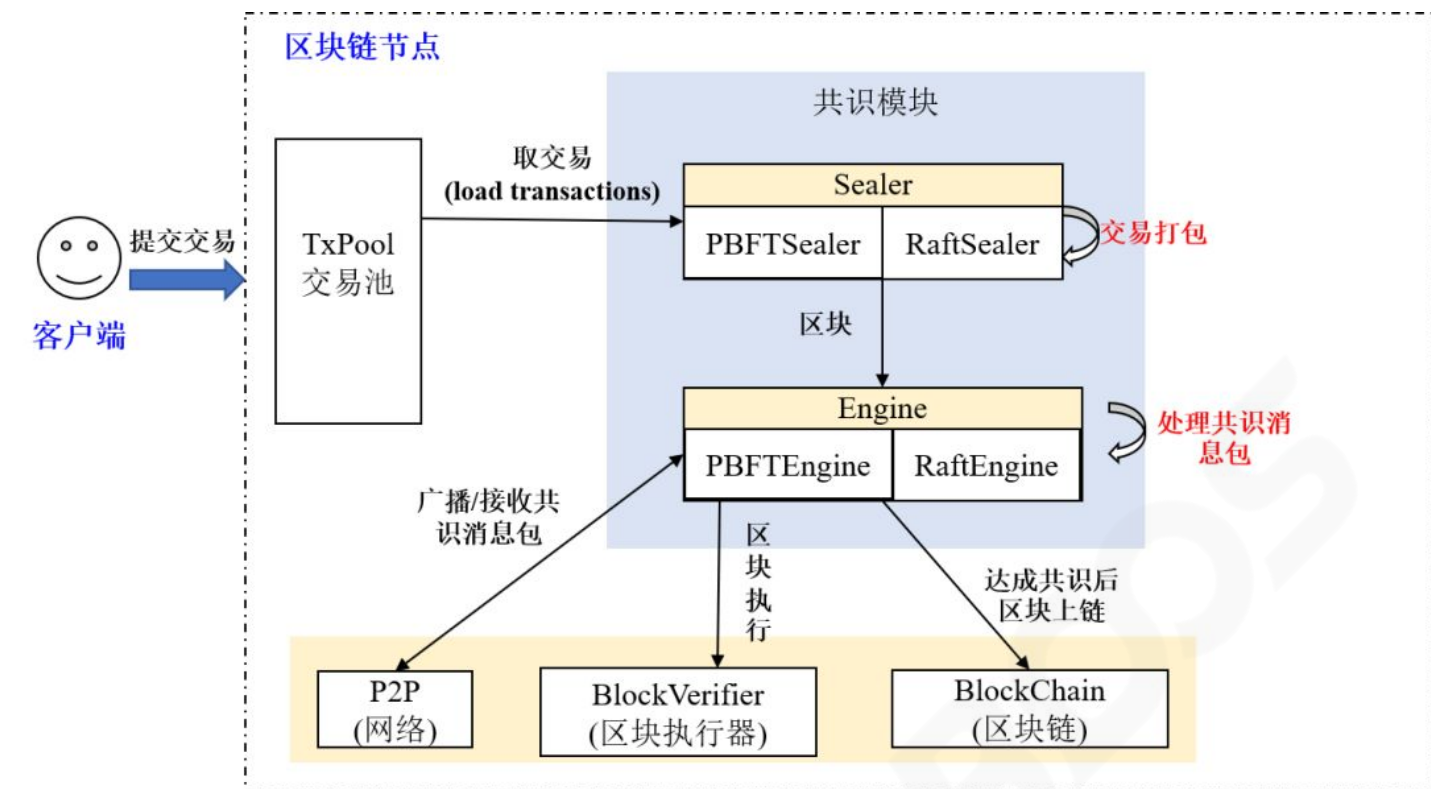 区块链节点
共识模块
取交易
(load transactions)
Sealer
PBFTSealer
RaftSealer
交易打包
提交交易
TxPool
交易池
客户端
区块
Engine
PBFTEngine
RaftEngine
处理共识消
息包
广播/接收共
识消息包
区
块
执
行
达成共识后
区块上链
P2P
(网络)
BlockVerifier
(区块执行器)
BlockChain
(区块链)